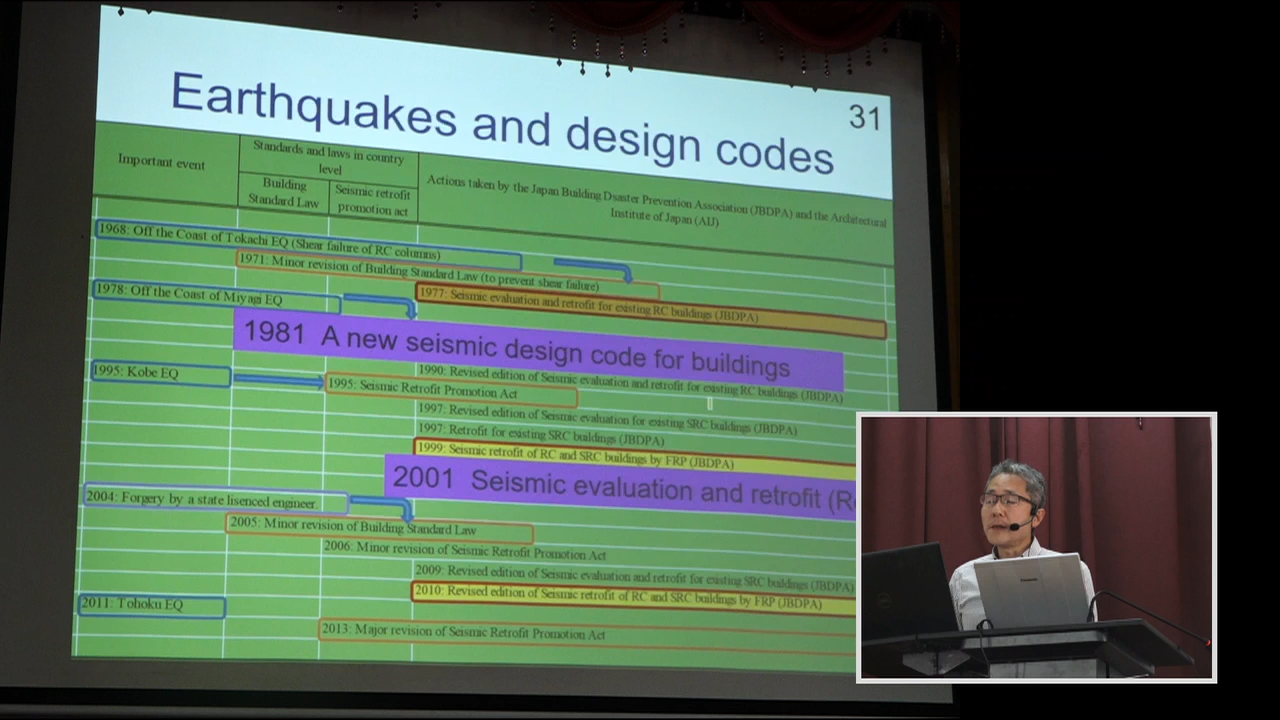 Earthquakes and design codes
31
Important event
Standards and laws in country
level
Building
Standard Law
Seismic retrofit
promotion act
Actions taken by the Japan Building Dsaster Prevention Association (JBDPA) and the Architectural
Institute of Japan (AIJ)
1968: Off the Coast of Tokachi EQ (Shear failure of RC columns)
1971: Minor revision of Building Standard Law (to prevent shear failure)
1977: Seismic evaluation and retrofit for existing RC buildings (JBDPA)
1978: Off the Coast of Miyagi EQ
1981 A new seismic design code for buildings
1990: Revised edition of Seismic evaluation and retrofit for existing RC buildings (JBDPA)
1995: Kobe EQ
1995: Seismic Retrofit Promotion Act
1997: Revised edition of Seismic evaluation for existing SRC buildings (JBDPA)
1997: Retrofit for existing SRC buildings (JBDPA)
1999: Seismic retrofit of RC and SRC buildings by FRP (JBDPA)
2001 Seismic evaluation and retrofit (R
2004: Forgery by a state lisenced engineer
2005: Minor revision of Building Standard Law
2006: Minor revision of Seismic Retrofit Promotion Act
2009: Revised edition of Seismic evaluation and retrofit for existing SRC buildings (JBDPA)
2010: Revised edition of Seismic retrofit of RC and SRC buildings by FRP (JBDPA)
2011: Tohoku EQ
2013: Major revision of Seismic Retrofit Promotion Act